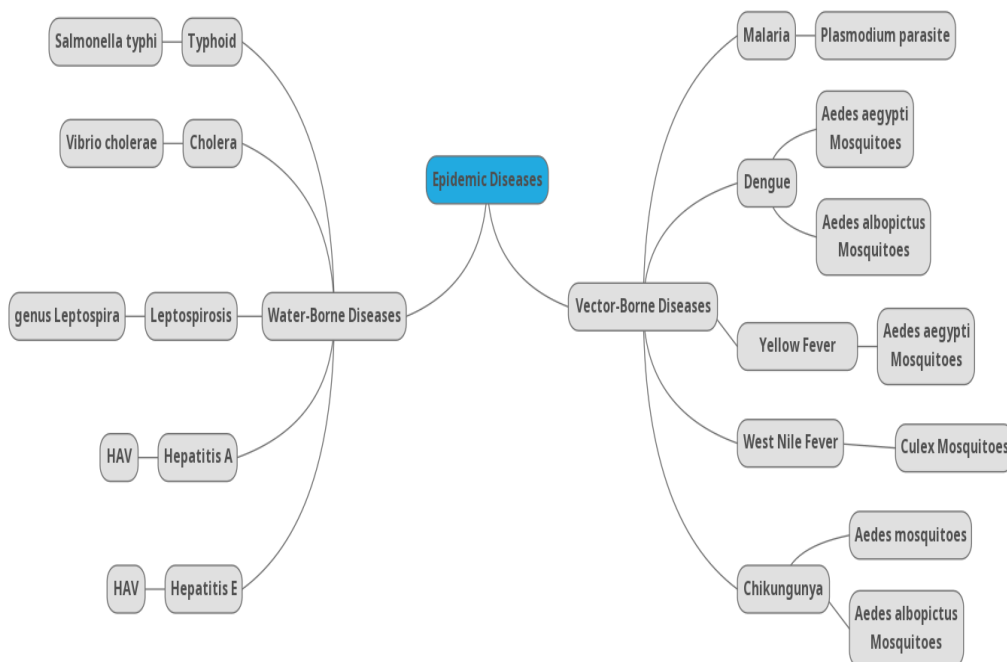 Epidemic Diseases
Water-Borne Diseases
Typhoid
Salmonella typhi
Cholera
Vibrio cholerae
Leptospirosis
genus Leptospira
Hepatitis A
HAV
Hepatitis E
HAV
Vector-Borne Diseases
Malaria
Plasmodium parasite
Dengue
Aedes aegypti
Mosquitoes
Aedes albopictus
Mosquitoes
Yellow Fever
Aedes aegypti
Mosquitoes
West Nile Fever
Culex Mosquitoes
Chikungunya
Aedes mosquitoes
Aedes albopictus
Mosquitoes